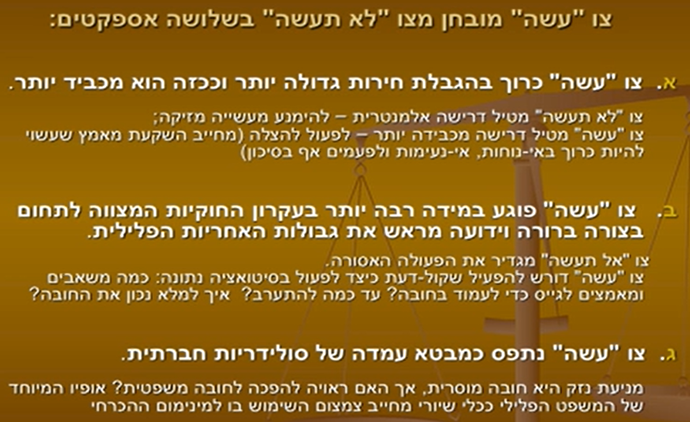 צו "עשה" מובחן מצו "לא תעשה" בשלושה אספקטים:
א. צו "עשה" כרוך בהגבלת חירות גדולה יותר וככזה הוא מכביד יותר.
צו "לא תעשה" מטיל דרישה אלמנטרית – להימנע מעשייה מזיקה;
צו "עשה" מטיל דרישה מכבידה יותר – לפעול להצלה (מחייב השקעת מאמץ שעשוי
להיות כרוך באי-נוחות, אי-נעימות ולפעמים אף בסיכון)
ב. צו "עשה" פוגע במידה רבה יותר בעקרון החוקיות המצווה לתחום
בצורה ברורה וידועה מראש את גבולות האחריות הפלילית.
צו "אל תעשה" מגדיר את הפעולה האסורה.
צו "עשה" דורש להפעיל שקול-דעת כיצד לפעול בסיטואציה נתונה: כמה משאבים
ומאמצים לגייס כדי לעמוד בחובה? עד כמה להתערב? איך למלא נכון את החובה?
ג. צו "עשה" נתפס כמבטא עמדה של סולידריות חברתית.
מניעת נזק היא חובה מוסרית, אך האם ראויה להפכה לחובה משפטית? אופיו המיוחד
של המשפט הפלילי ככלי שיורי מחייב צמצום השימוש בו למינימום ההכרחי